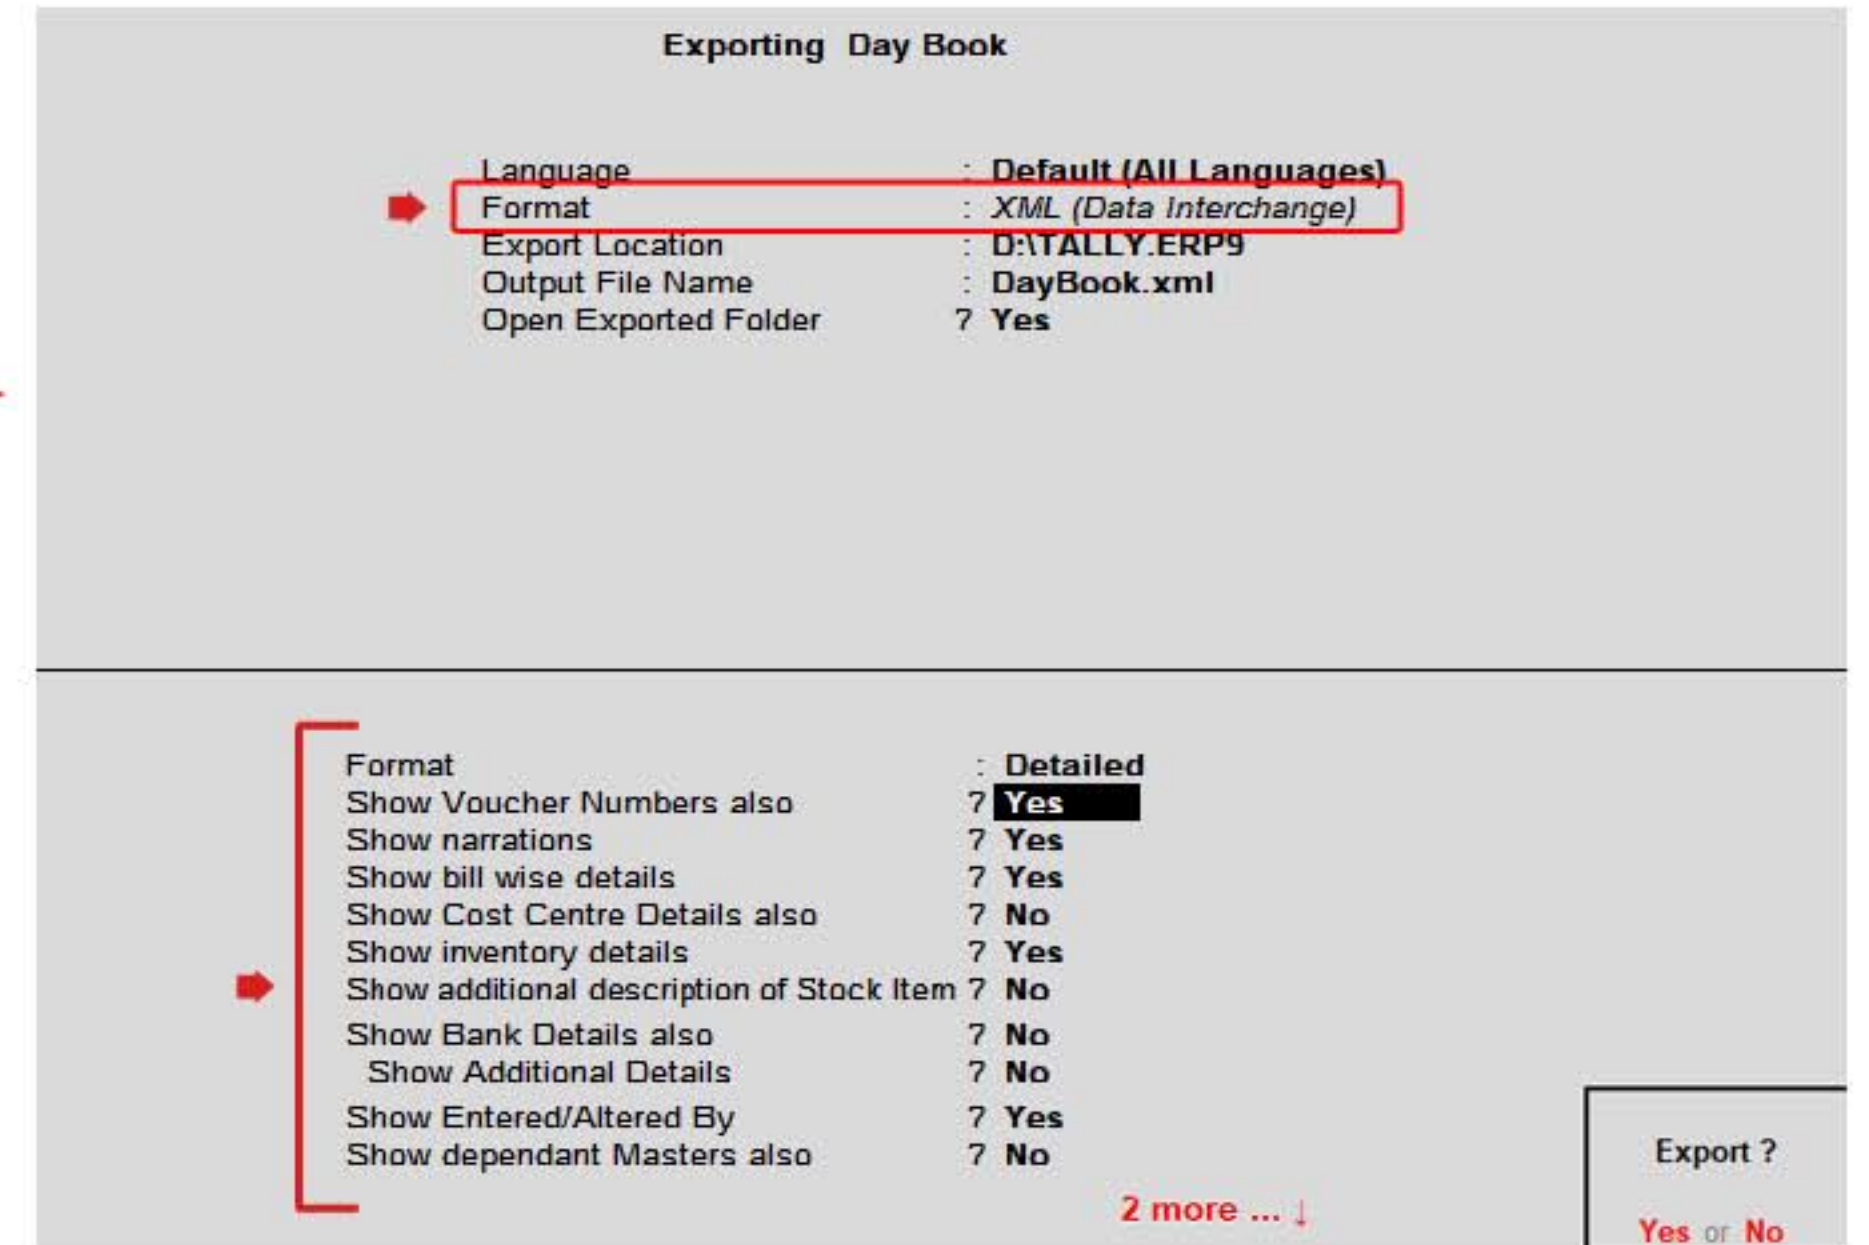 Exporting Day Book
Language : Default (All Languages)
Format : XML (Data Interchange)
Export Location : D:\TALLY.ERP9
Output File Name : DayBook.xml
Open Exported Folder ? Yes
Format : Detailed
Show Voucher Numbers also ? Yes
Show narrations ? Yes
Show bill wise details ? Yes
Show Cost Centre Details also ? No
Show inventory details ? Yes
Show additional description of Stock Item ? No
Show Bank Details also ? No
Show Additional Details ? No
Show Entered/Altered By ? Yes
Show dependant Masters also ? No
2 more ... ↓
Export ?
Yes or No